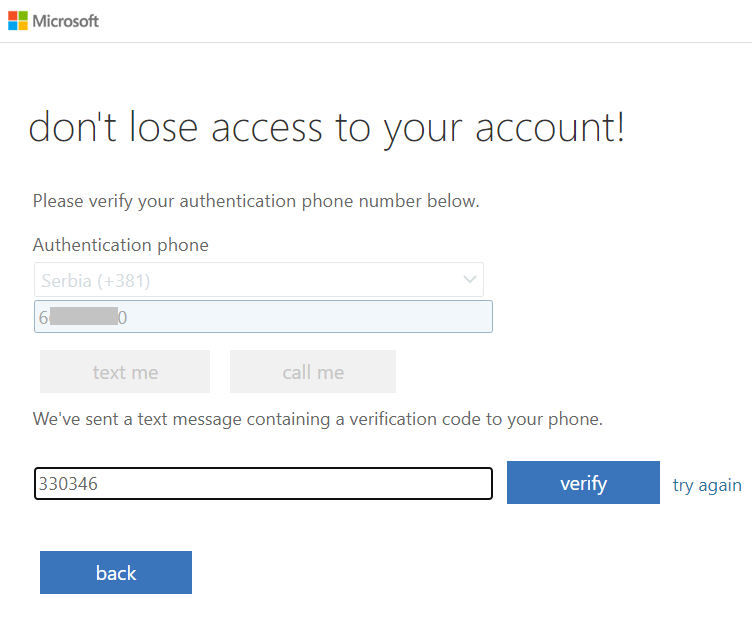 Microsoft
don't lose access to your account!
Please verify your authentication phone number below.
Authentication phone
Serbia (+381)
6 0
text me call me
We've sent a text message containing a verification code to your phone.
330346 verify try again
back